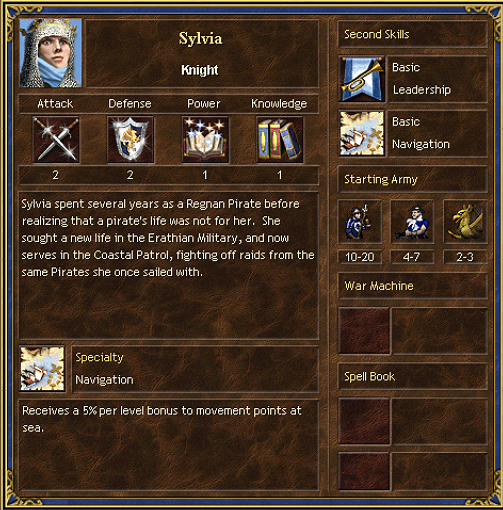 Sylvia
Knight
Attack Defense Power Knowledge
2 2 1 1
Sylvia spent several years as a Regnan Pirate before
realizing that a pirate's life was not for her. She
sought a new life in the Erathian Military, and now
serves in the Coastal Patrol, fighting off raids from the
same Pirates she once sailed with.
Specialty
Navigation
Receives a 5% per level bonus to movement points at
sea.
Second Skills
Basic
Leadership
Basic
Navigation
Starting Army
10-20 4-7 2-3
War Machine
Spell Book